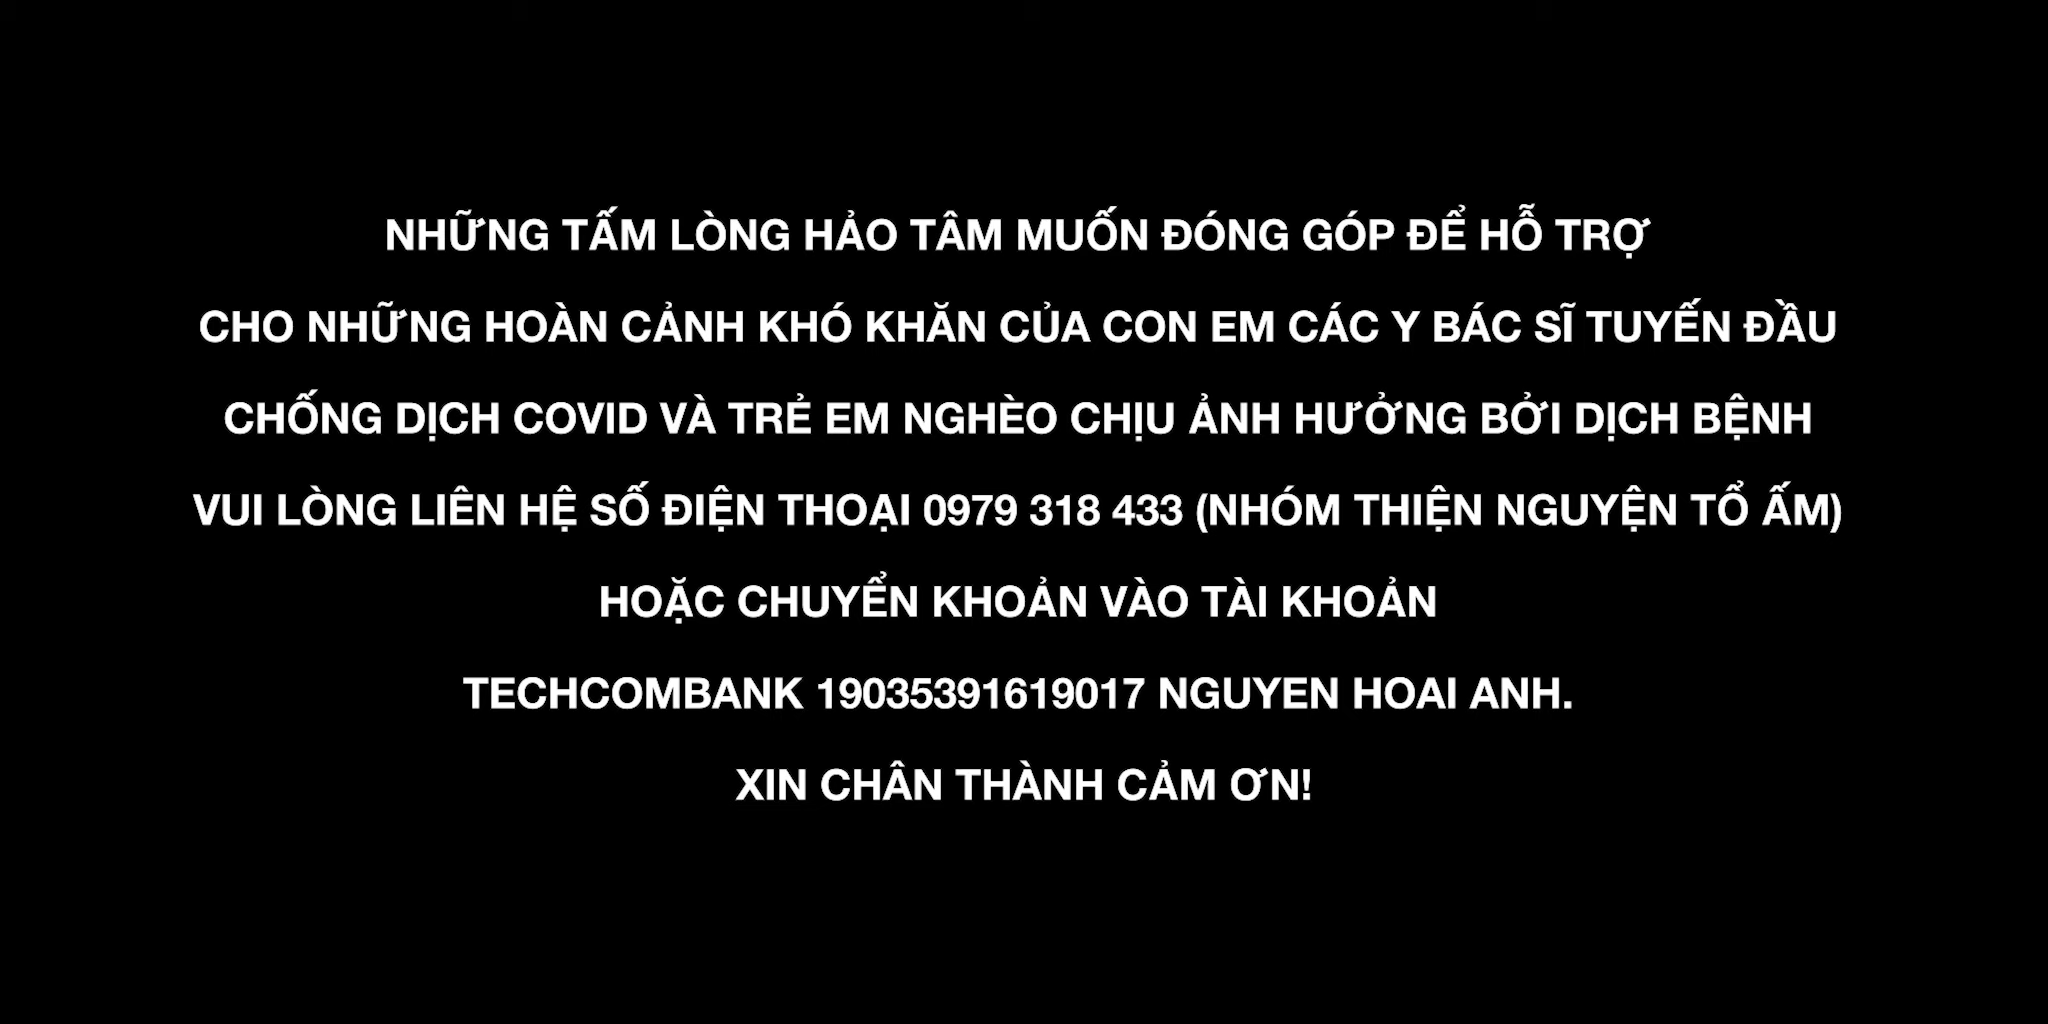 NHỮNG TẤM LÒNG HẢO TÂM MUỐN ĐÓNG GÓP ĐỂ HỖ TRỢ
CHO NHỮNG HOÀN CẢNH KHÓ KHĂN CỦA CON EM CÁC Y BÁC SĨ TUYẾN ĐẦU
CHỐNG DỊCH COVID VÀ TRẺ EM NGHÈO CHỊU ẢNH HƯỞNG BỞI DỊCH BỆNH
VUI LÒNG LIÊN HỆ SỐ ĐIỆN THOẠI 0979 318 433 (NHÓM THIỆN NGUYỆN TỔ ẤM)
HOẶC CHUYỂN KHOẢN VÀO TÀI KHOẢN
TECHCOMBANK 19035391619017 NGUYEN HOAI ANH.
XIN CHÂN THÀNH CẢM ƠN!